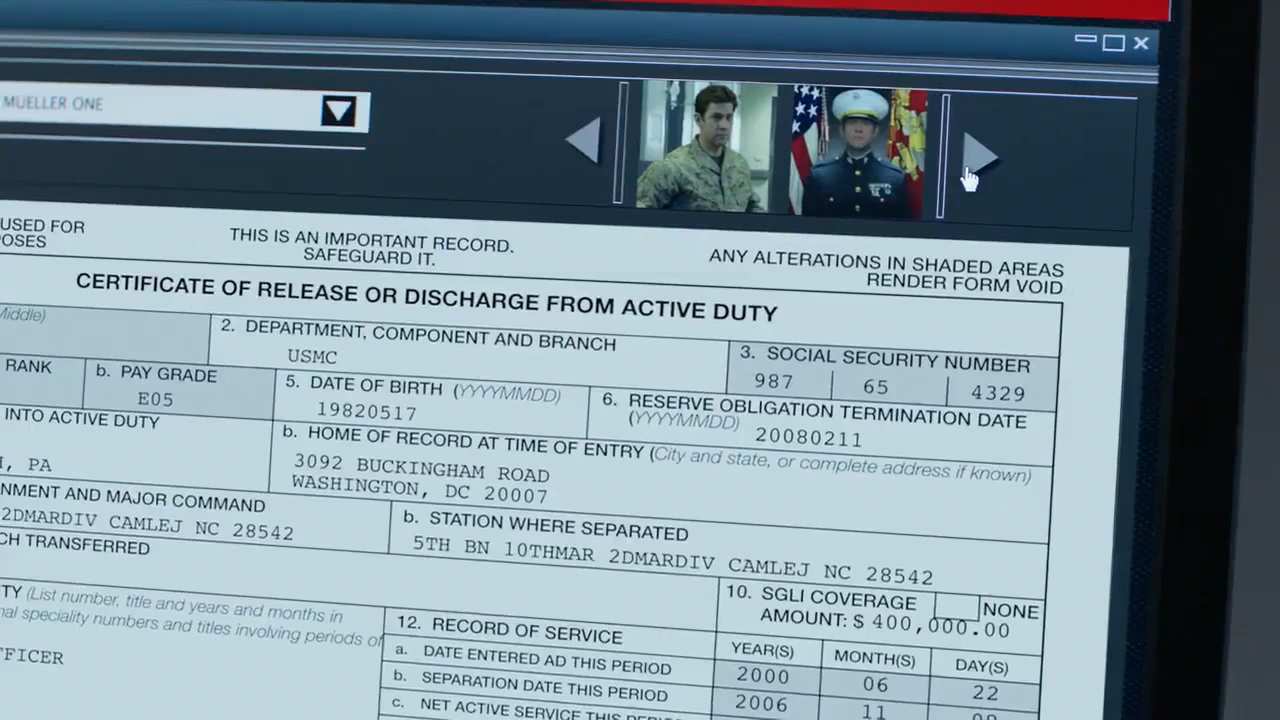 MUELLER ONE
USED FOR
THIS IS AN IMPORTANT RECORD.
SAFEGUARD IT.
ANY ALTERATIONS IN SHADED AREAS
RENDER FORM VOID
CERTIFICATE OF RELEASE OR DISCHARGE FROM ACTIVE DUTY
Middle)
2. DEPARTMENT, COMPONENT AND BRANCH
USMC
3. SOCIAL SECURITY NUMBER
987 65 4329
RANK
b. PAY GRADE
E05
5. DATE OF BIRTH (YYYYMMDD)
19820517
6. RESERVE OBLIGATION TERMINATION DATE
(YYYYMMDD) 20080211
INTO ACTIVE DUTY
, PA
b. HOME OF RECORD AT TIME OF ENTRY (City and state, or complete address if known)
3092 BUCKINGHAM ROAD
WASHINGTON, DC 20007
NMENT AND MAJOR COMMAND
2DMARDIV CAMLEJ NC 28542
b. STATION WHERE SEPARATED
5TH BN 10THMAR 2DMARDIV CAMLEJ NC 28542
CH TRANSFERRED
10. SGLI COVERAGE NONE
AMOUNT: $ 400,000.00
TY (List number, title and years and months in
nal speciality numbers and titles involving periods of
FFICER
12. RECORD OF SERVICE
YEAR(S) MONTH(S) DAY(S)
a. DATE ENTERED AD THIS PERIOD 2000 06 22
b. SEPARATION DATE THIS PERIOD 2006 11
c. NET ACTIVE SERVICE THIS PERIOD